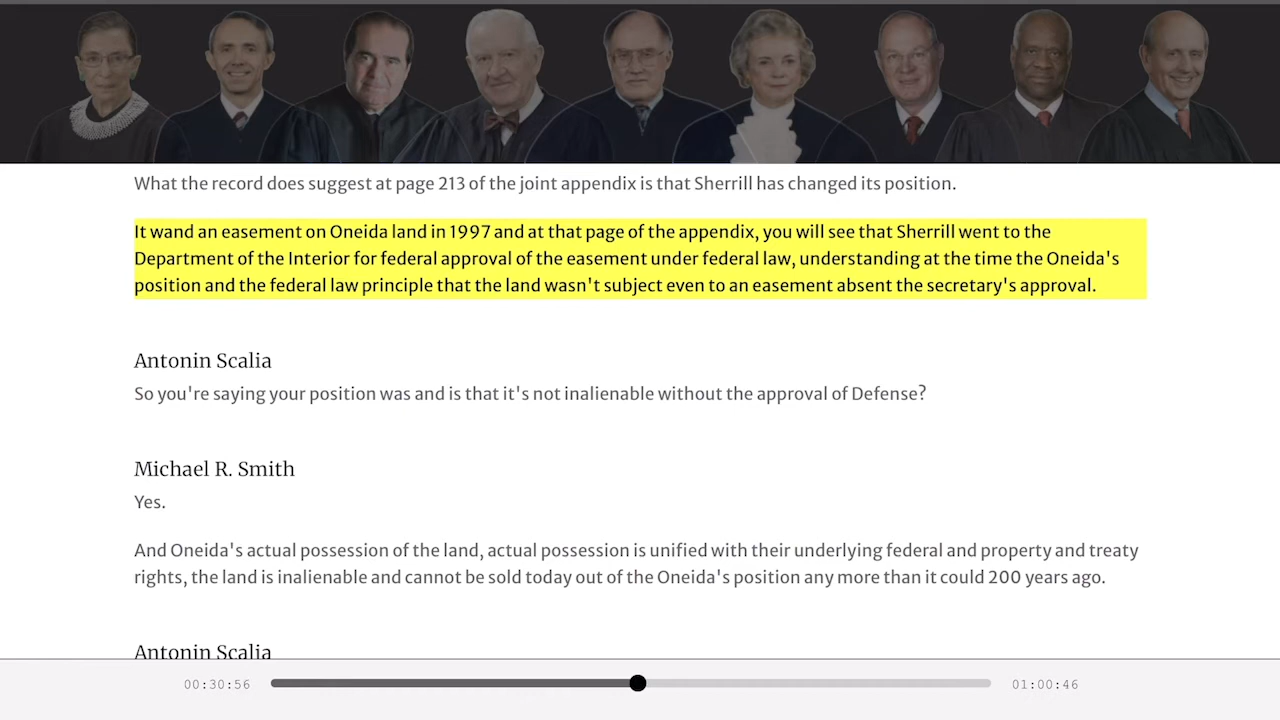 What the record does suggest at page 213 of the joint appendix is that Sherrill has changed its position.
It wand an easement on Oneida land in 1997 and at that page of the appendix, you will see that Sherrill went to the
Department of the Interior for federal approval of the easement under federal law, understanding at the time the Oneida's
position and the federal law principle that the land wasn't subject even to an easement absent the secretary's approval.
Antonin Scalia
So you're saying your position was and is that it's not inalienable without the approval of Defense?
Michael R. Smith
Yes.
And Oneida's actual possession of the land, actual possession is unified with their underlying federal and property and treaty
rights, the land is inalienable and cannot be sold today out of the Oneida's position any more than it could 200 years ago.
Antonin Scalia
00:30:56
01:00:46